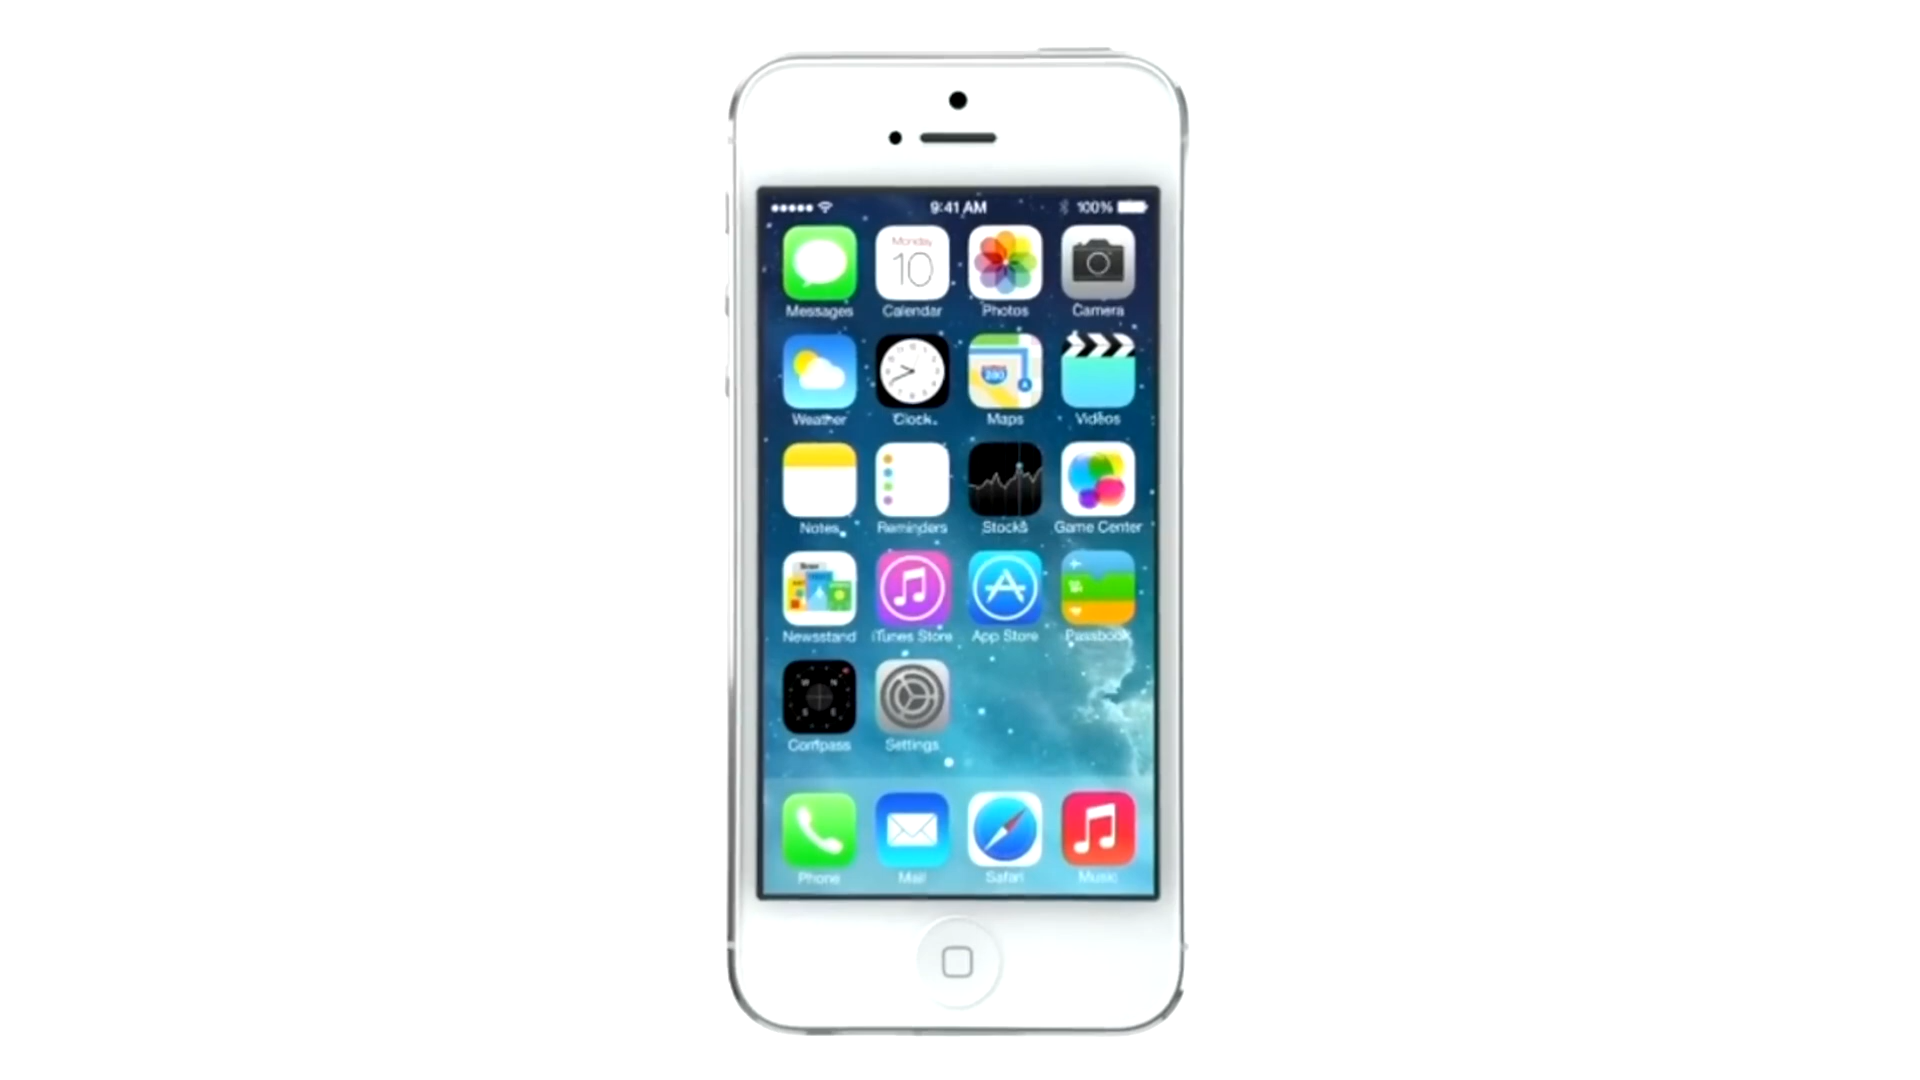 9:41 AM 100%
Monday
10
Messages Calendar Photos Camera
280
Weather Clock Maps Videos
Notes Reminders Stocks Game Center
Newsstand iTunes Store App Store Passbook
W N
S E
Compass Settings
Phone Mail Safari Music